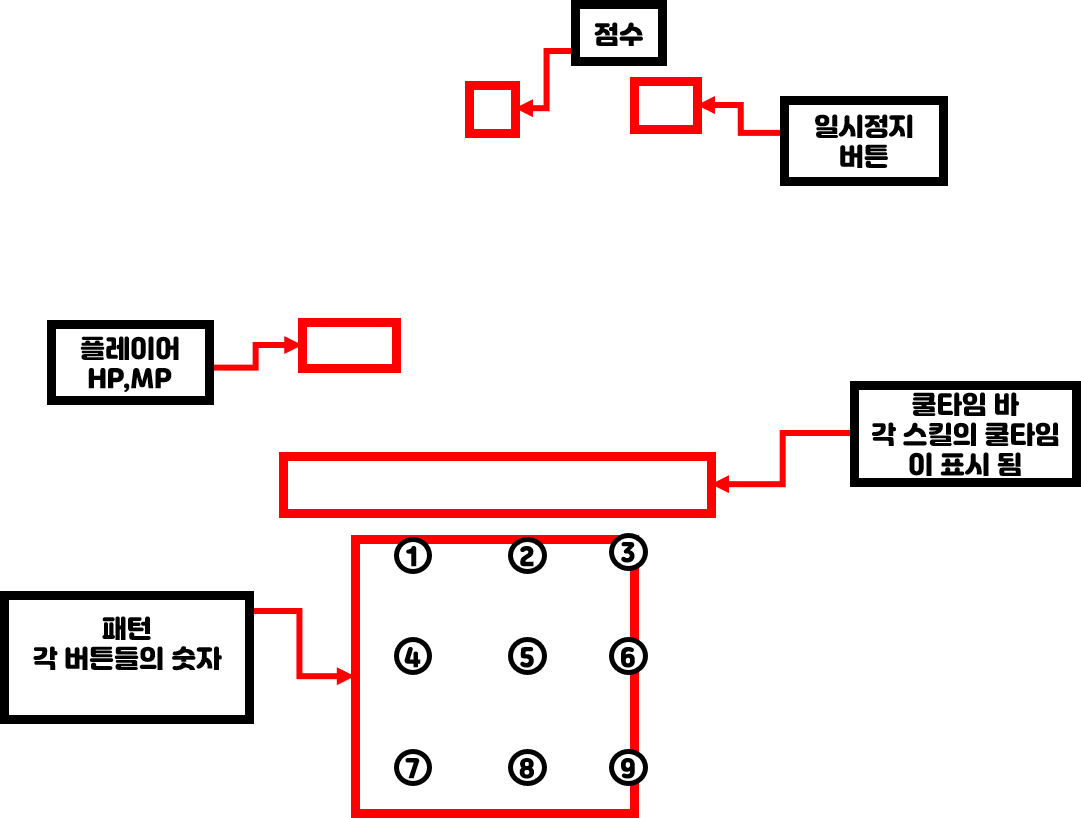 점수
일시정지
버튼
플레이어
HP,MP
쿨타임 바
각 스킬의 쿨타임
이 표시 됨
패턴
각 버튼들의 숫자
① ② ③
④ ⑤ ⑥
⑦ ⑧ ⑨